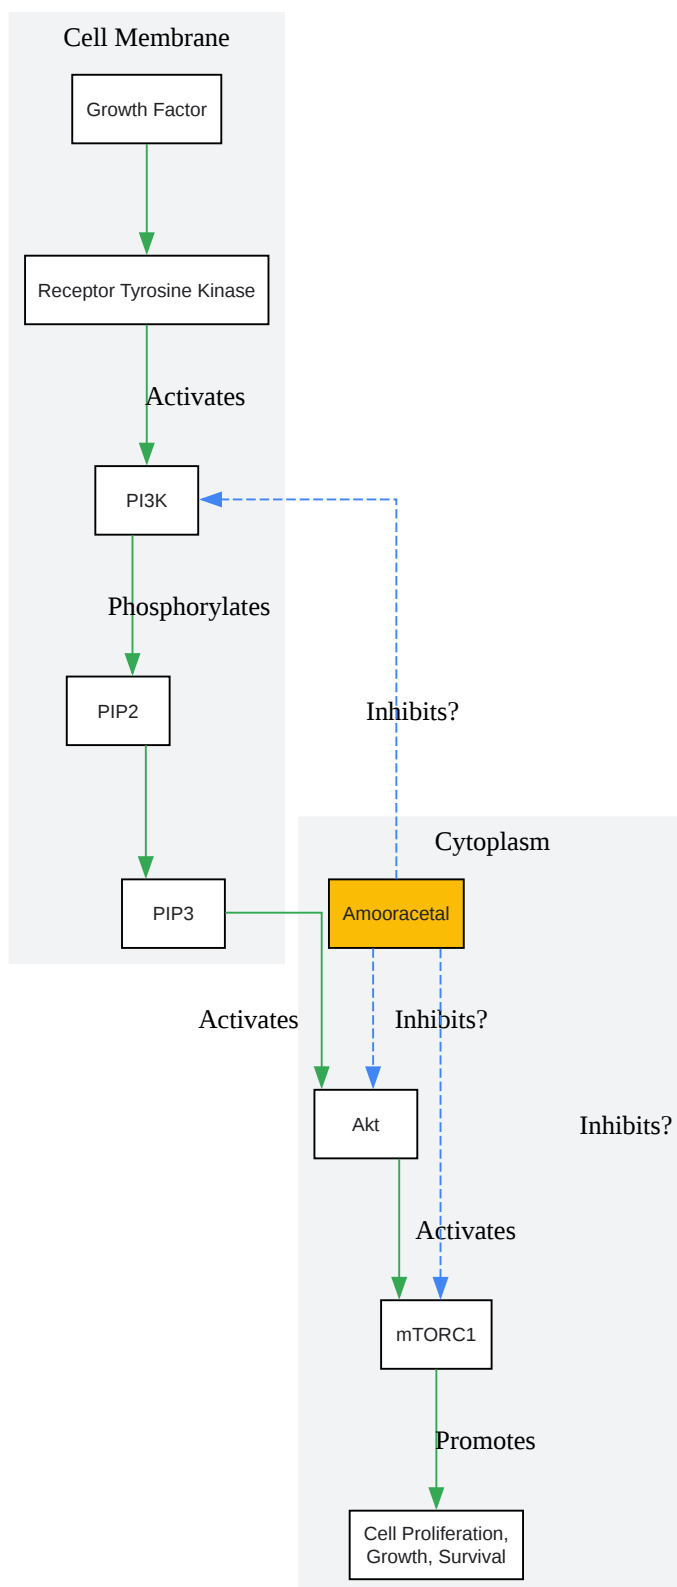 Cell Membrane
Growth Factor
Receptor Tyrosine Kinase
Activates
PI3K
Phosphorylates
PIP2
Inhibits?
Cytoplasm
PIP3
Amooracetal
Activates
Inhibits?
Akt
Inhibits?
Activates
mTORC1
Promotes
Cell Proliferation,
Growth, Survival